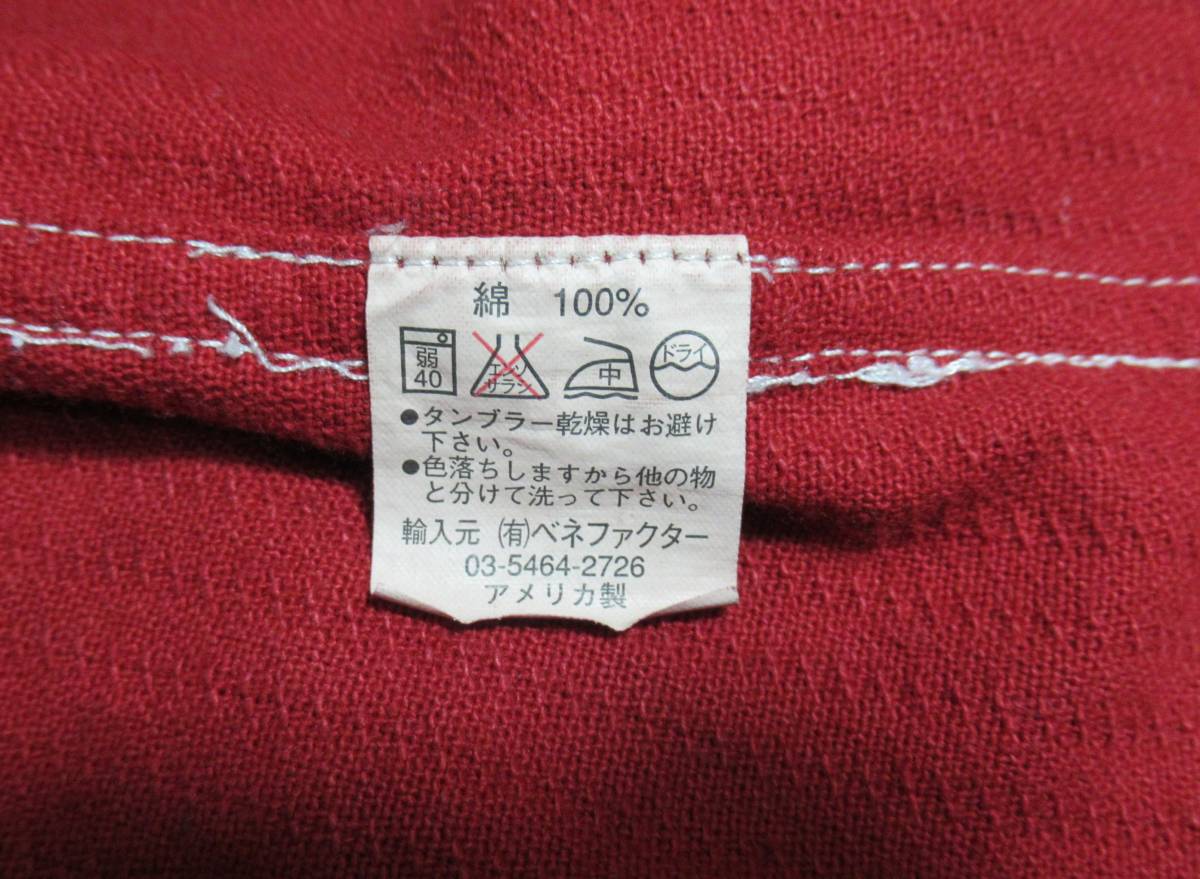 綿 100%
弱 40 エンソ サラシ 中 ドライ
●タンブラー乾燥はお避け
下さい。
●色落ちしますから他の物
と分けて洗って下さい。
輸入元 ㈲ベネファクター
03-5464-2726
アメリカ製